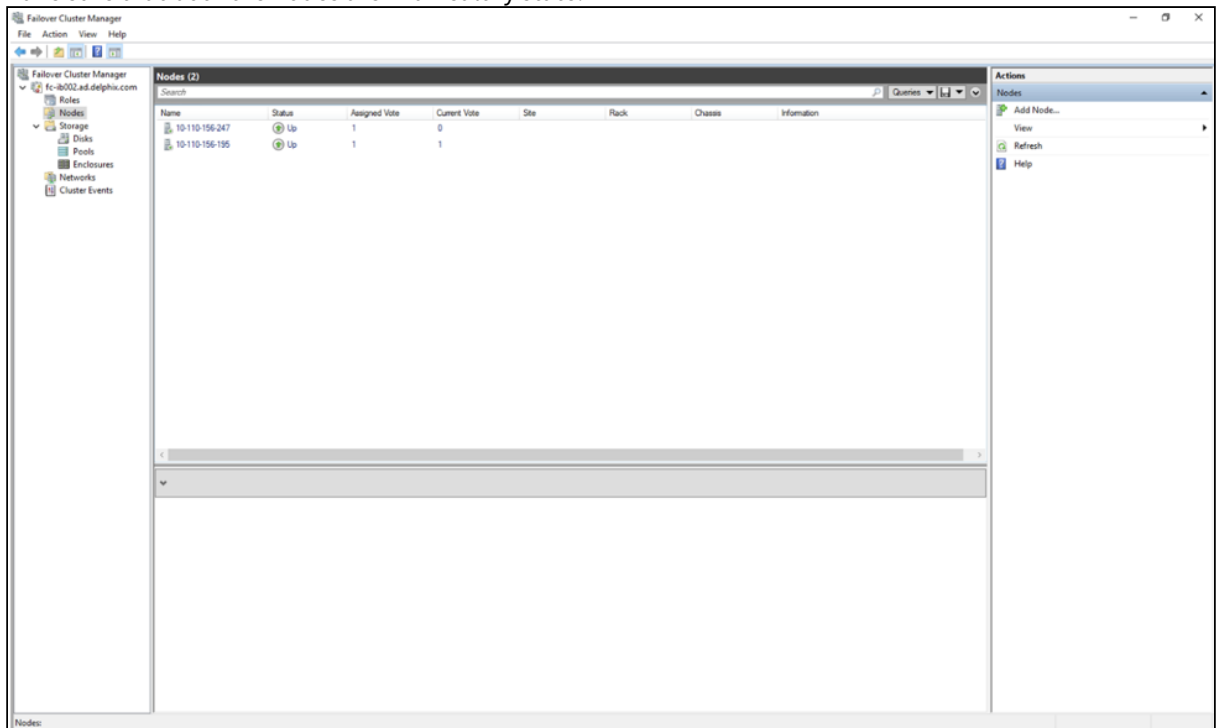 Failover Cluster Manager
File Action View Help
Failover Cluster Manager
fc-ib002.ad.delphix.com
Roles
Nodes
Storage
Disks
Pools
Enclosures
Networks
Cluster Events
Nodes (2)
Search
Queries
Name Status Assigned Vote Current Vote Site Rack Chassis Information
10-110-156-247 Up 1 0
10-110-156-195 Up 1 1
Actions
Nodes
Add Node...
View
Refresh
Help
Nodes: